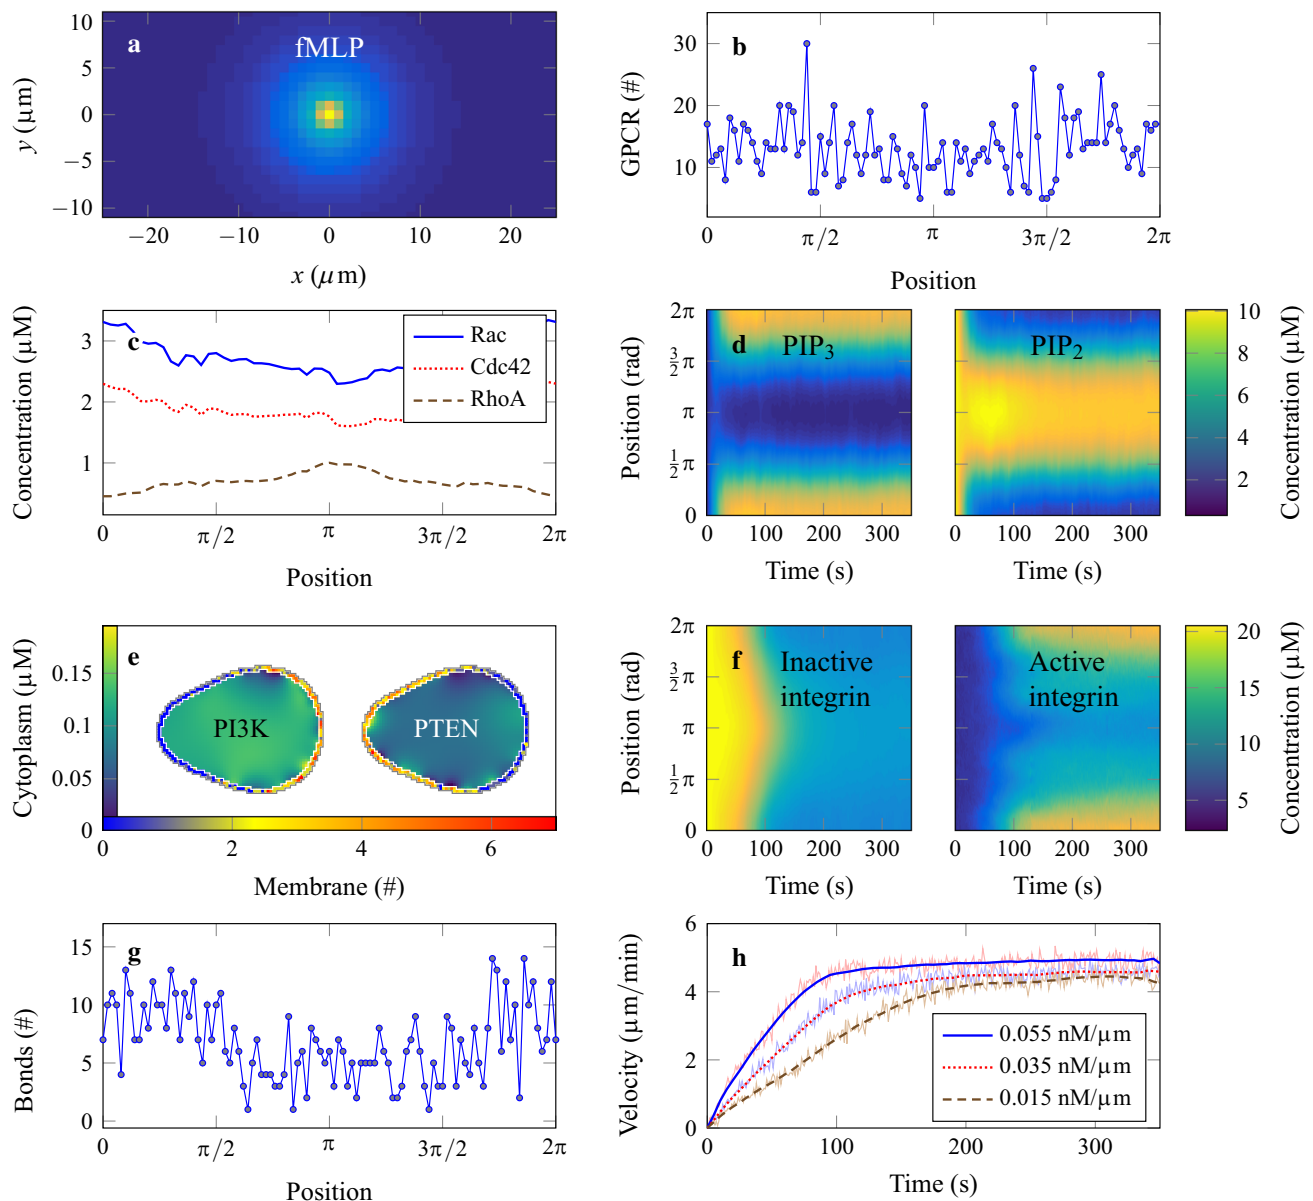 a
fMLP
10
5
0
−5
−10
y (μm)
−20
−10
0
10
20
x (μm)
b
30
20
10
GPCR (#)
0
π/2
π
3π/2
2π
Position
c
Rac
Cdc42
RhoA
3
2
1
Concentration (μM)
0
π/2
π
3π/2
2π
Position
d
PIP3
PIP2
2π
3/2 π
π
1/2 π
0
Position (rad)
0
100
200
300
Time (s)
0
100
200
300
Time (s)
10
8
6
4
2
Concentration (μM)
e
PI3K
PTEN
0.15
0.1
0.05
0
Cytoplasm (μM)
0
2
4
6
Membrane (#)
f
Inactive
integrin
Active
integrin
2π
3/2 π
π
1/2 π
0
Position (rad)
0
100
200
300
Time (s)
0
100
200
300
Time (s)
20
15
10
5
Concentration (μM)
g
15
10
5
0
Bonds (#)
0
π/2
π
3π/2
2π
Position
h
6
4
2
0
Velocity (μm/min)
0.055 nM/μm
0.035 nM/μm
0.015 nM/μm
0
100
200
300
Time (s)